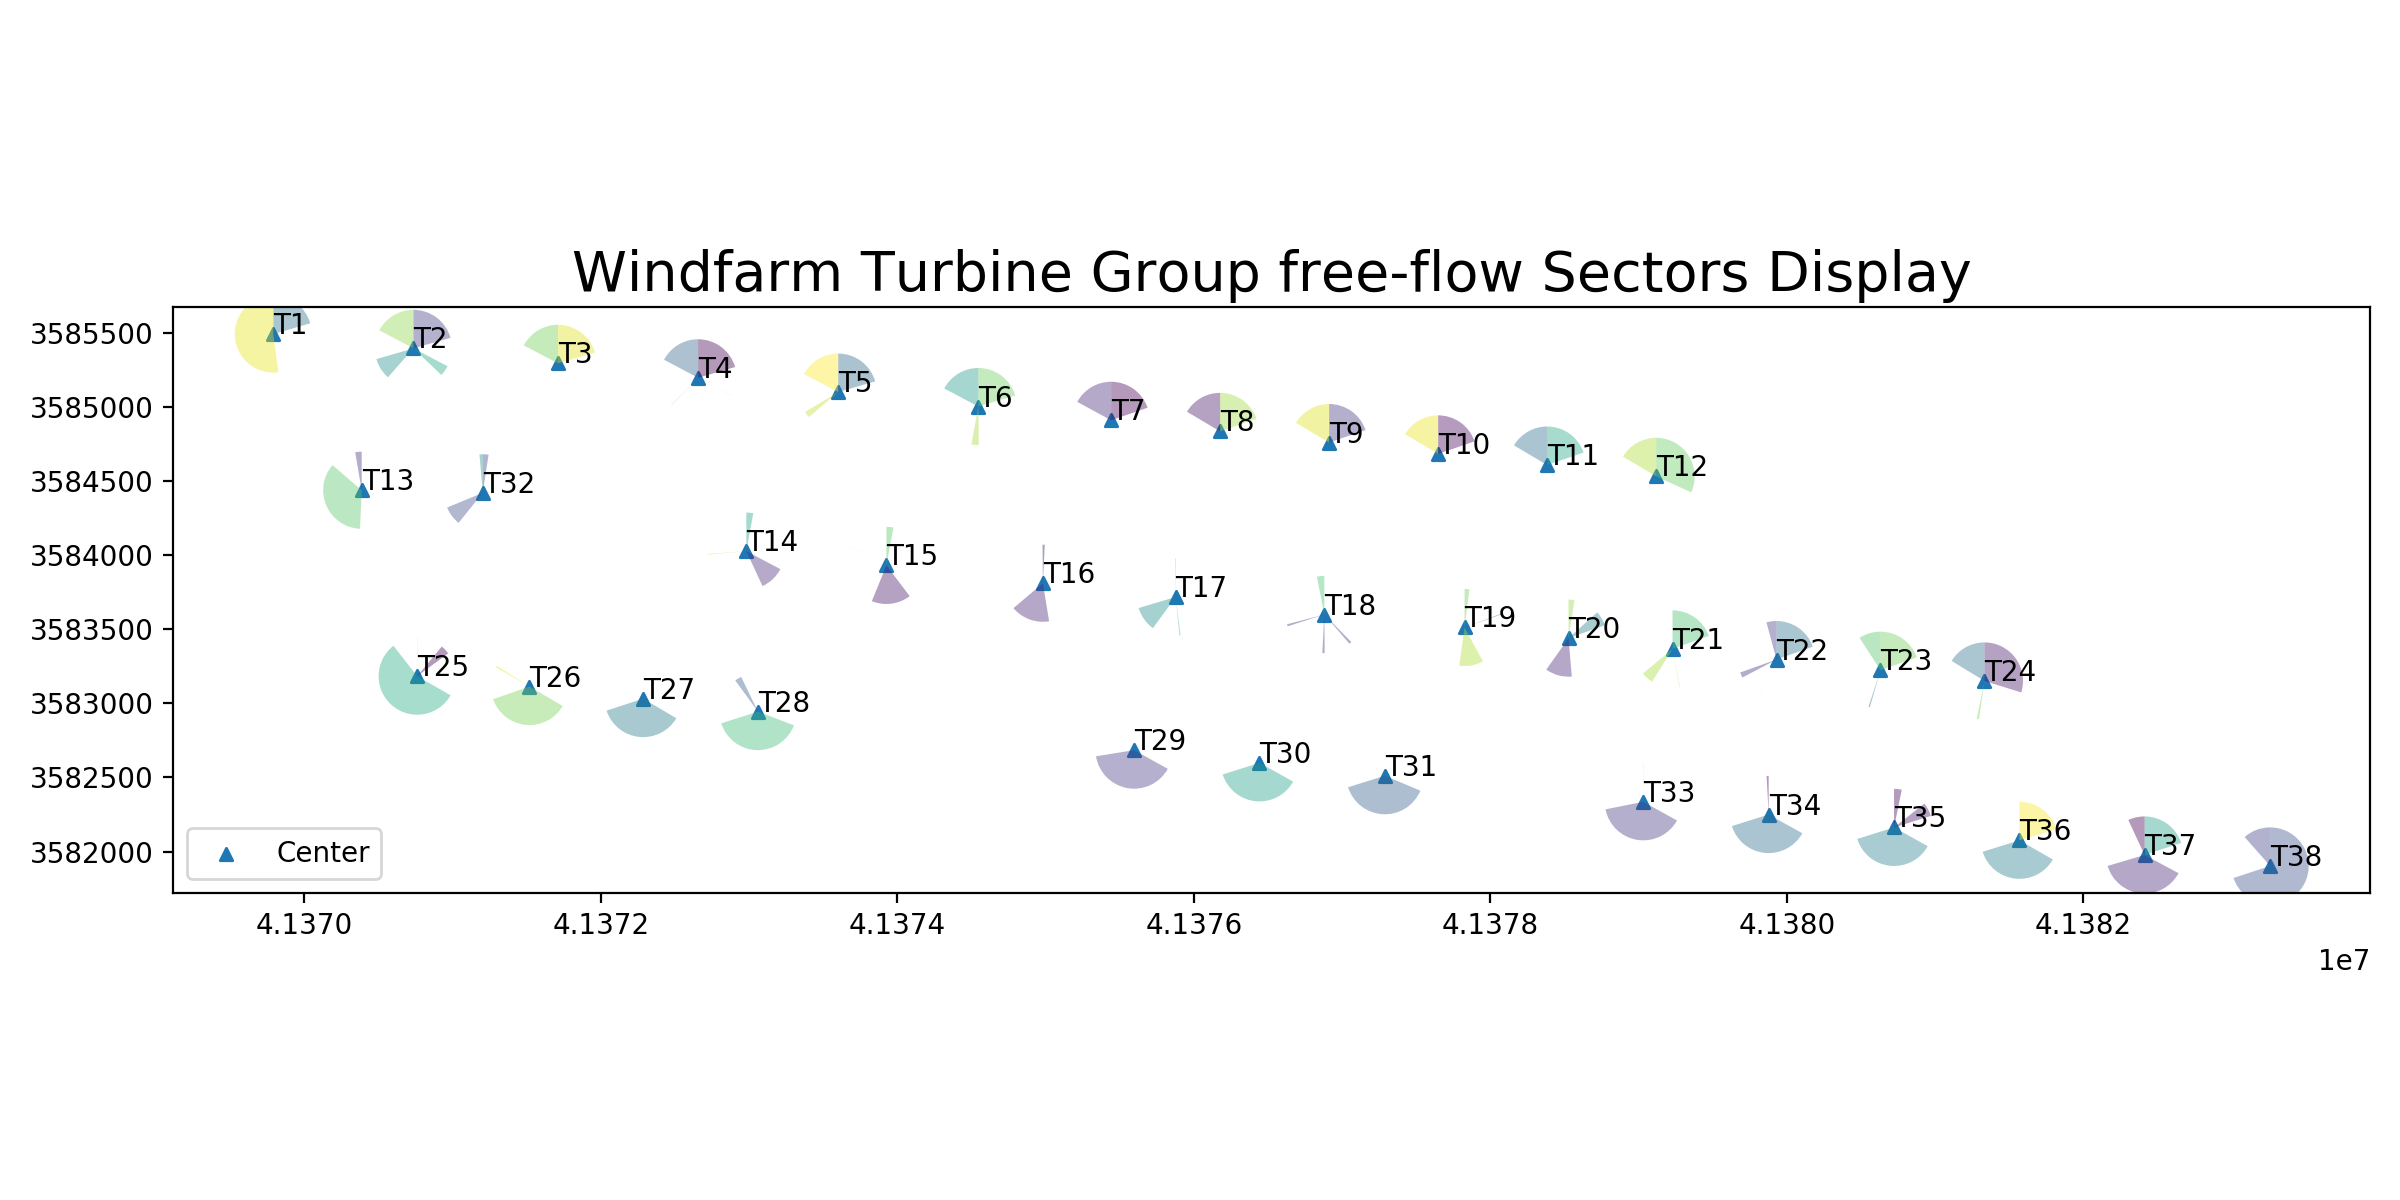 Windfarm Turbine Group free-flow Sectors Display
3585500
3585000
3584500
3584000
3583500
3583000
3582500
3582000
T1
T2
T3
T4
T5
T6
T7
T8
T9
T10
T11
T12
T13
T32
T14
T15
T16
T17
T18
T19
T20
T21
T22
T23
T24
T25
T26
T27
T28
T29
T30
T31
T33
T34
T35
T36
T37
T38
Center
4.1370
4.1372
4.1374
4.1376
4.1378
4.1380
4.1382
1e7